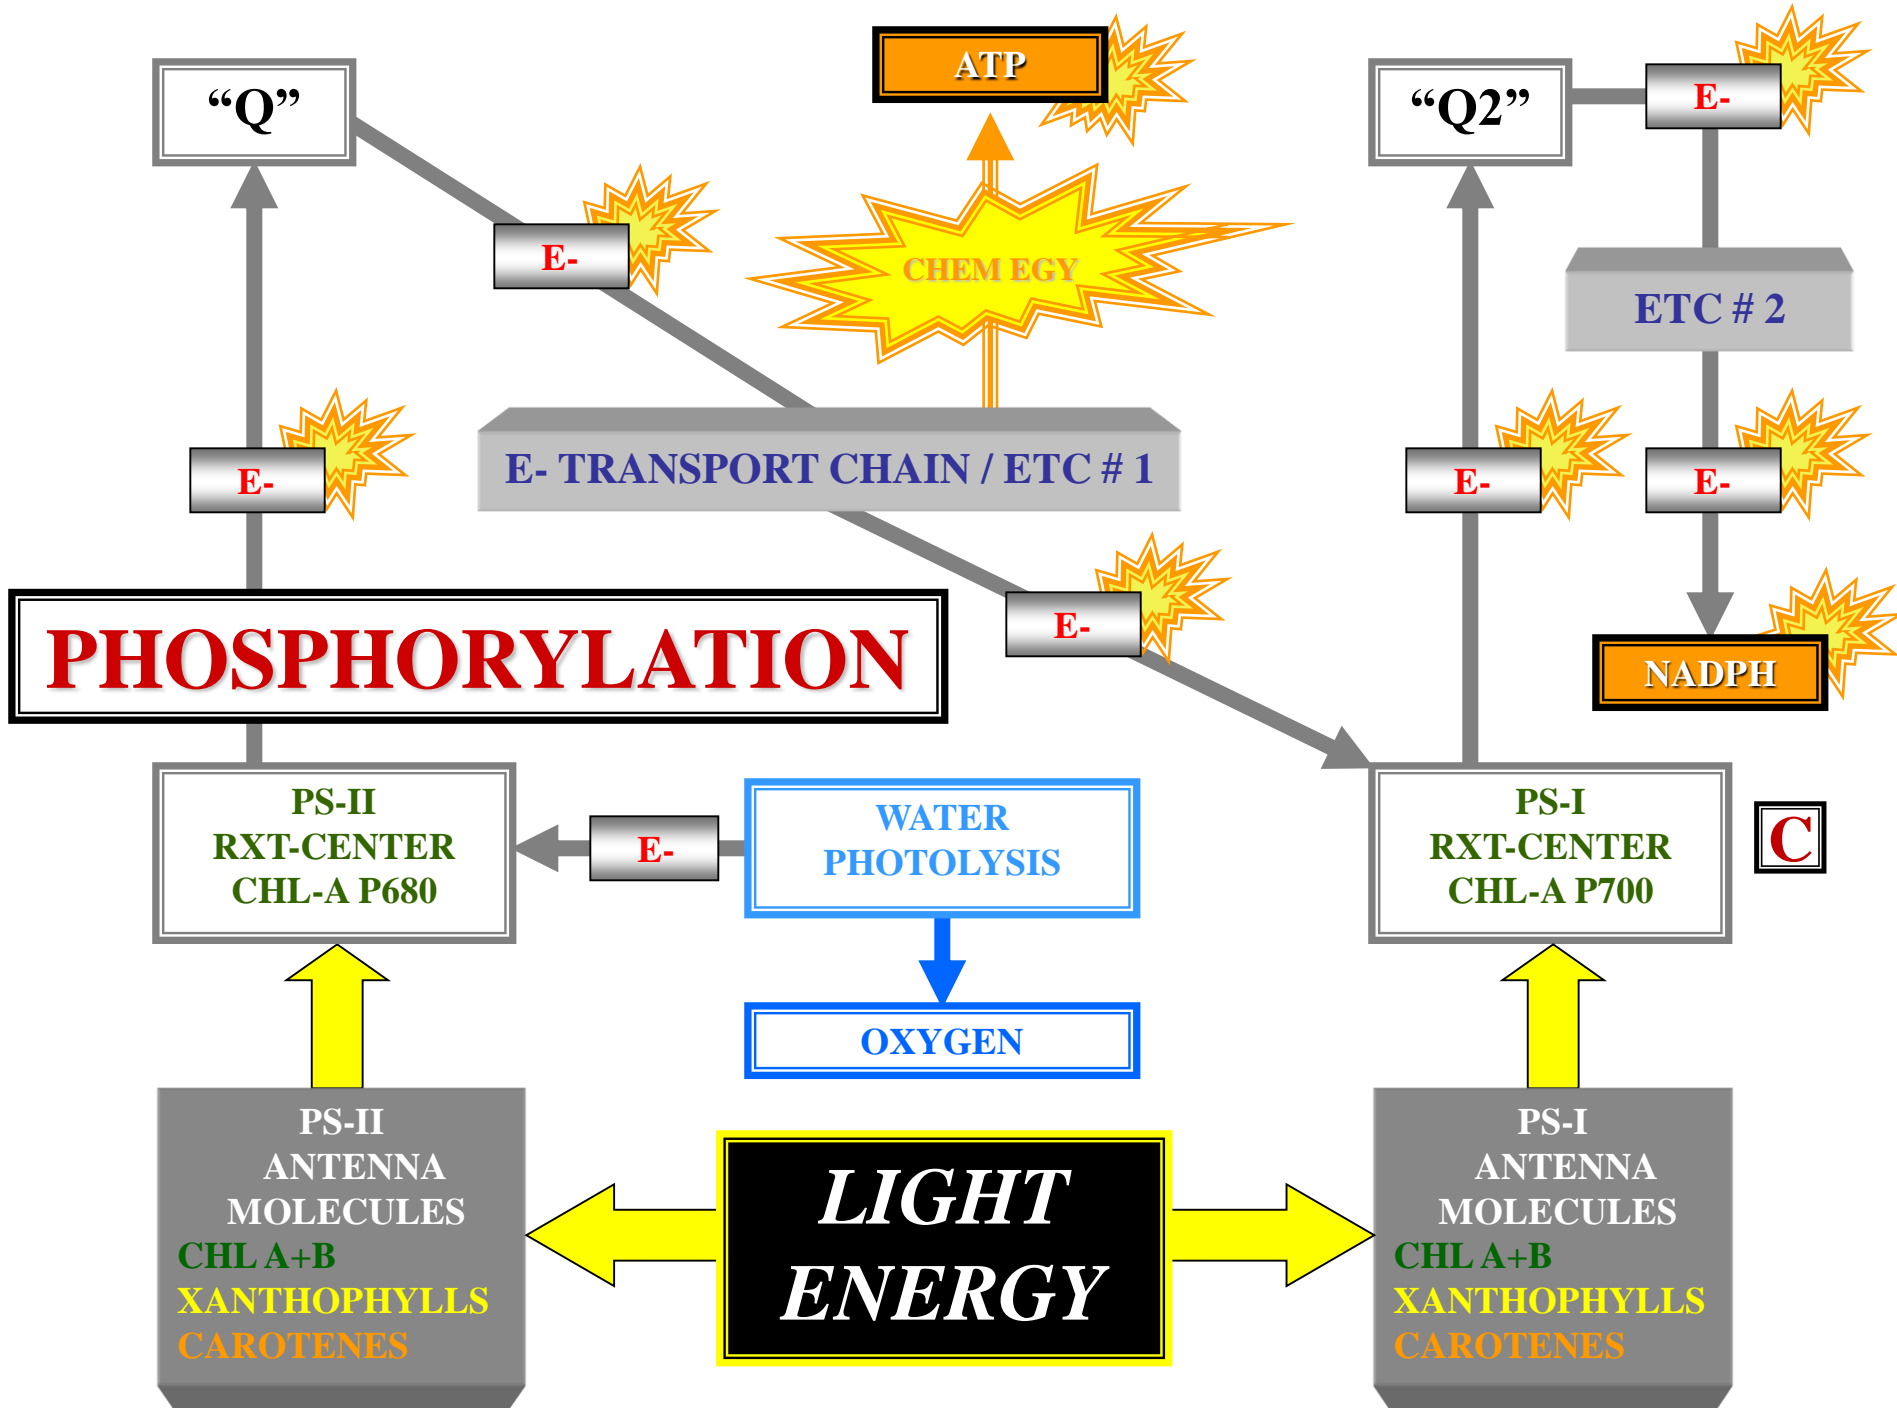 ATP
“Q”
“Q2”
E-
E-
CHEM EGY
ETC # 2
E- TRANSPORT CHAIN / ETC # 1
E-
E-
E-
E-
PHOSPHORYLATION
NADPH
PS-II
RXT-CENTER
CHL-A P680
E-
WATER
PHOTOLYSIS
PS-I
RXT-CENTER
CHL-A P700
C
OXYGEN
PS-II
ANTENNA
MOLECULES
CHL A+B
XANTHOPHYLLS
CAROTENES
LIGHT
ENERGY
PS-I
ANTENNA
MOLECULES
CHL A+B
XANTHOPHYLLS
CAROTENES